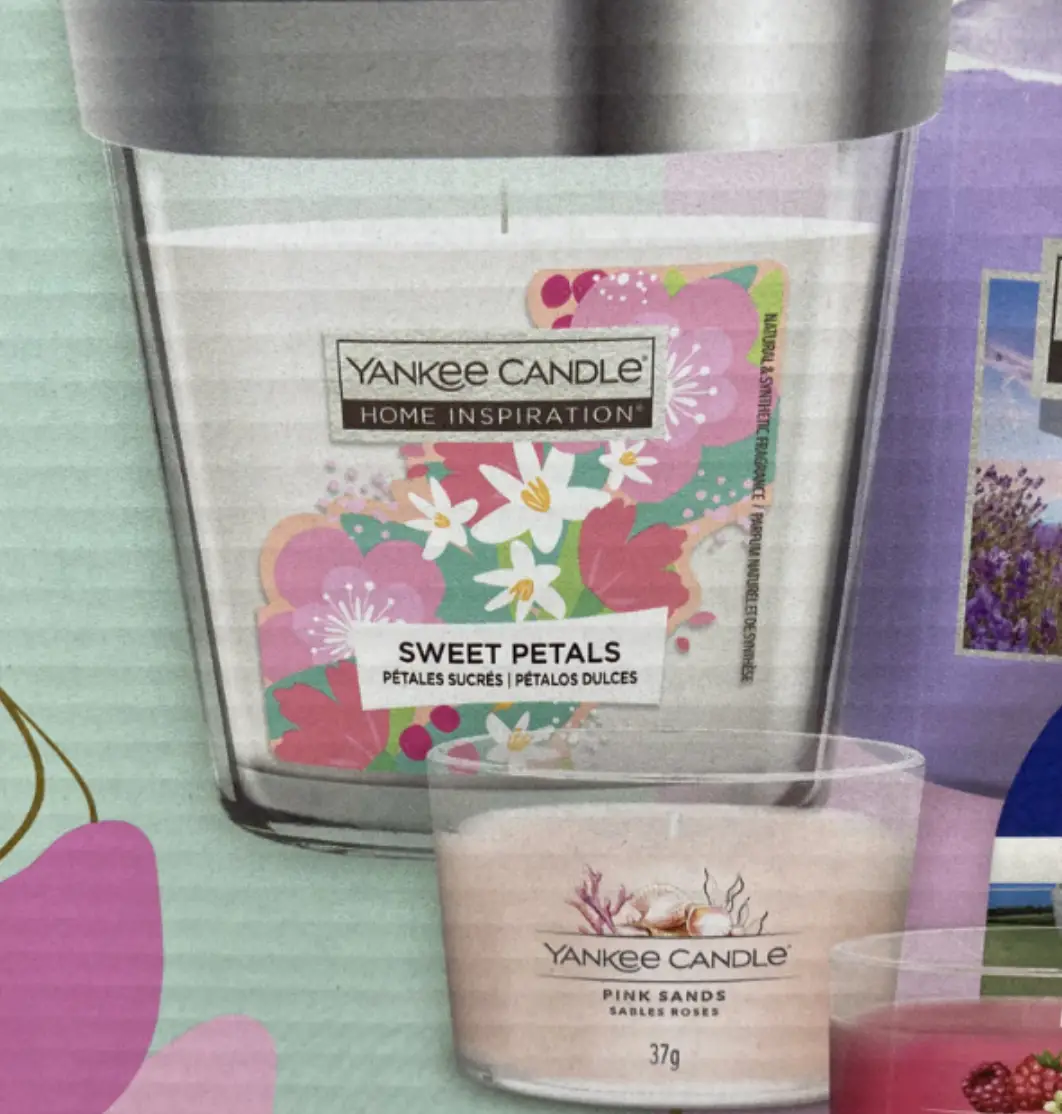 YANKEE CANDLE®
HOME INSPIRATION®
NATURAL & SYNTHETIC FRAGRANCE / PARFUM NATUREL ET DE SYNTHÈSE
SWEET PETALS
PÉTALES SUCRÉS | PÉTALOS DULCES
YANKEE CANDLE®
PINK SANDS
SABLES ROSES
37g